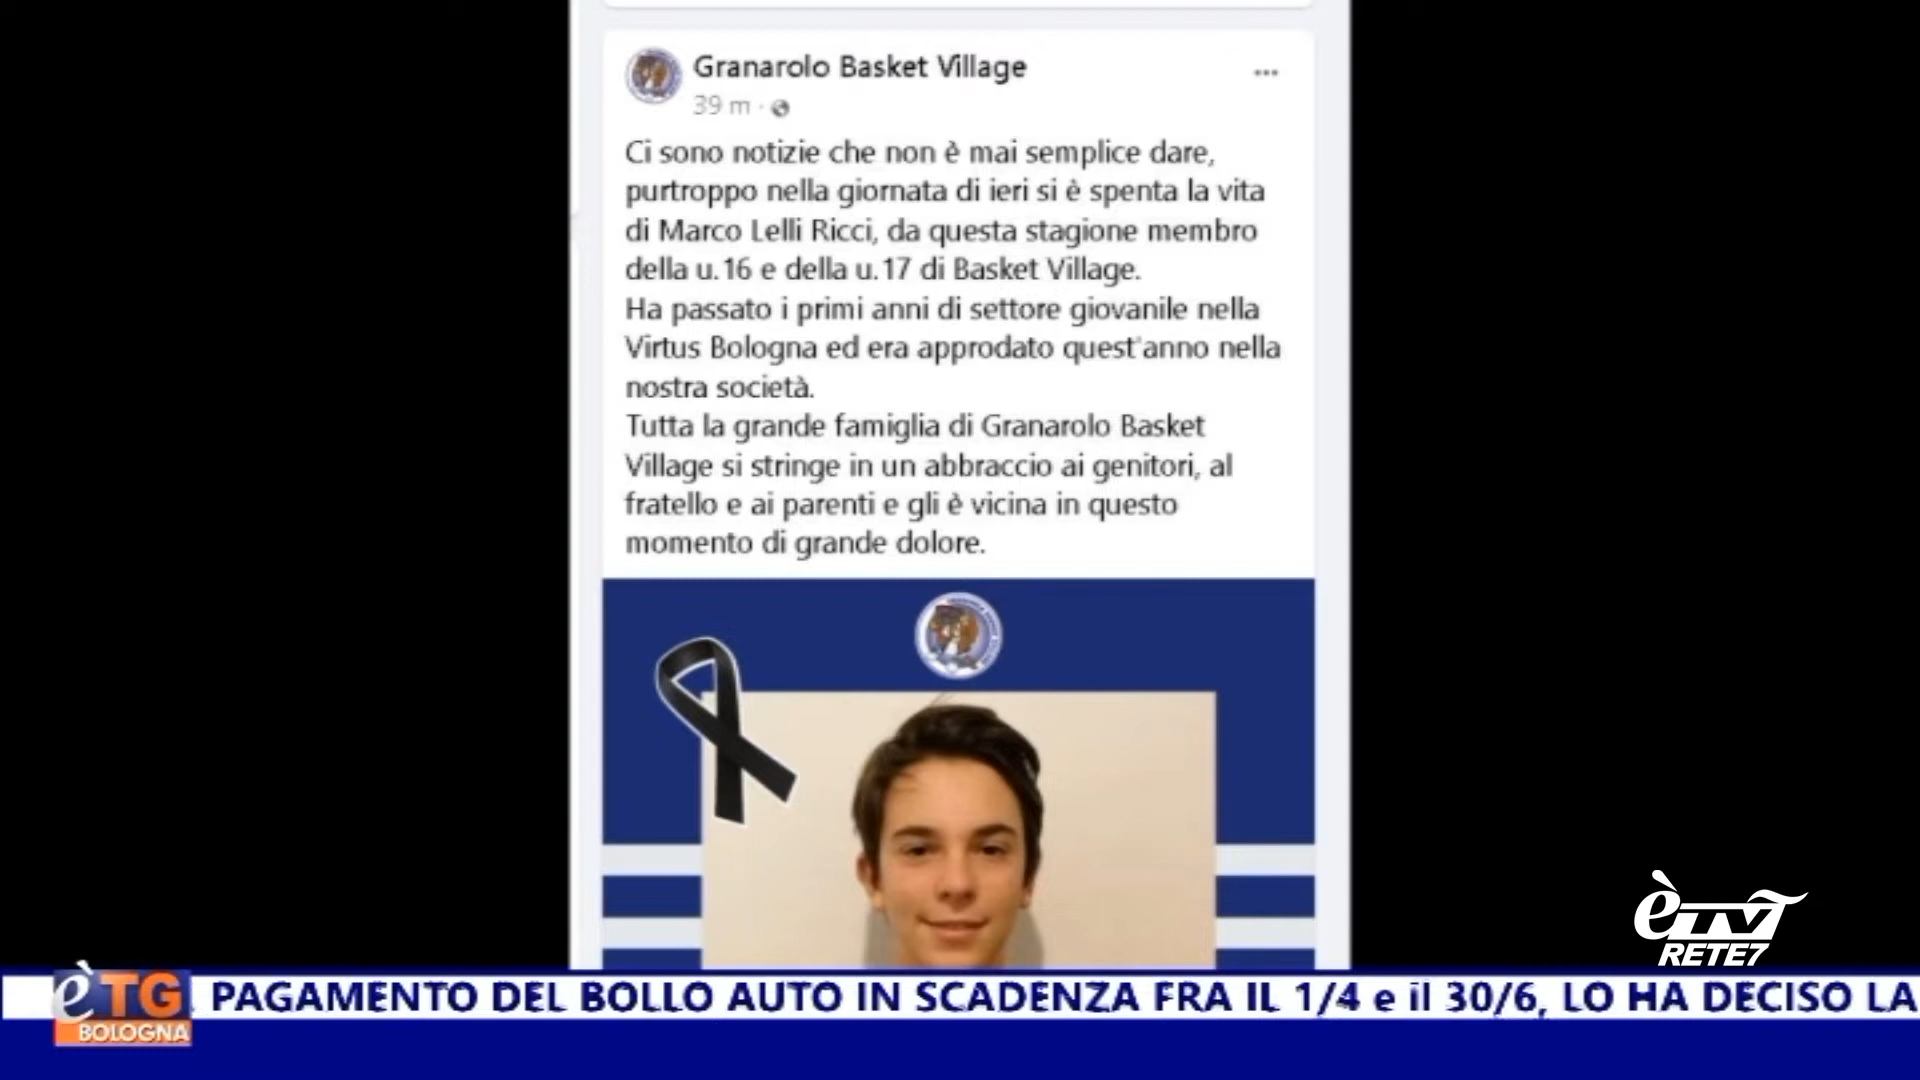 Granarolo Basket Village
39 m
Ci sono notizie che non è mai semplice dare,
purtroppo nella giornata di ieri si è spenta la vita
di Marco Lelli Ricci, da questa stagione membro
della u.16 e della u.17 di Basket Village.
Ha passato i primi anni di settore giovanile nella
Virtus Bologna ed era approdato quest'anno nella
nostra società.
Tutta la grande famiglia di Granarolo Basket
Village si stringe in un abbraccio ai genitori, al
fratello e ai parenti e gli è vicina in questo
momento di grande dolore.
èTV
RETE7
èTG
BOLOGNA
PAGAMENTO DEL BOLLO AUTO IN SCADENZA FRA IL 1/4 e il 30/6, LO HA DECISO LA